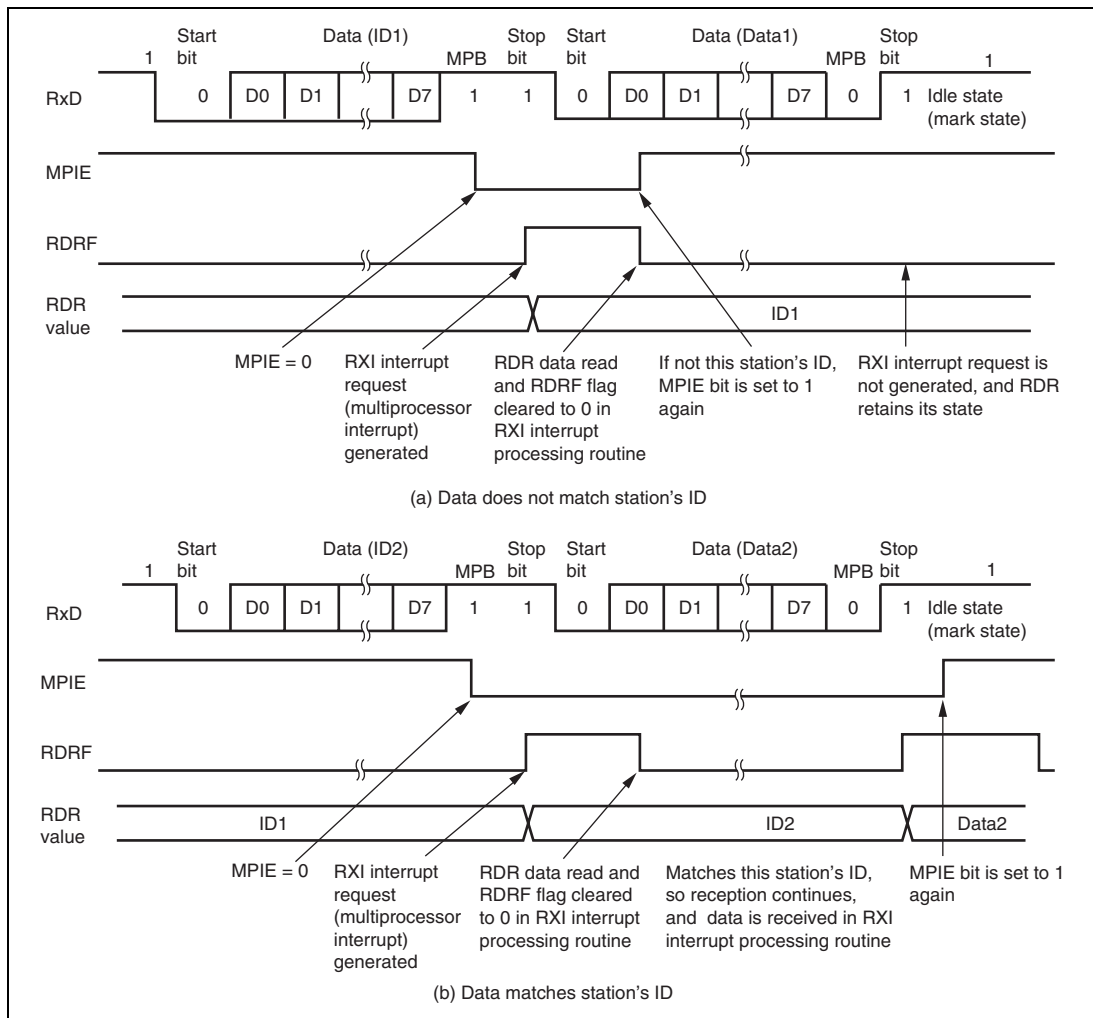 Start Data (ID1) Stop Start Data (Data1) Stop
1 bit MPB bit bit MPB bit 1
RxD 0 D0 D1 D7 1 1 0 D0 D1 D7 0 1 Idle state
(mark state)
MPIE
RDRF
RDR
value
ID1
MPIE = 0
RXI interrupt
request
(multiprocessor
interrupt)
generated
RDR data read
and RDRF flag
cleared to 0 in
RXI interrupt
processing routine
If not this station's ID,
MPIE bit is set to 1
again
RXI interrupt request is
not generated, and RDR
retains its state
(a) Data does not match station's ID
Start Data (ID2) Stop Start Data (Data2) Stop
1 bit MPB bit bit MPB bit 1
RxD 0 D0 D1 D7 1 1 0 D0 D1 D7 0 1 Idle state
(mark state)
MPIE
RDRF
RDR
value
ID1 ID2 Data2
MPIE = 0
RXI interrupt
request
(multiprocessor
interrupt)
generated
RDR data read and
RDRF flag cleared
to 0 in RXI interrupt
processing routine
Matches this station's ID,
so reception continues,
and data is received in RXI
interrupt processing routine
MPIE bit is set to 1
again
(b) Data matches station's ID